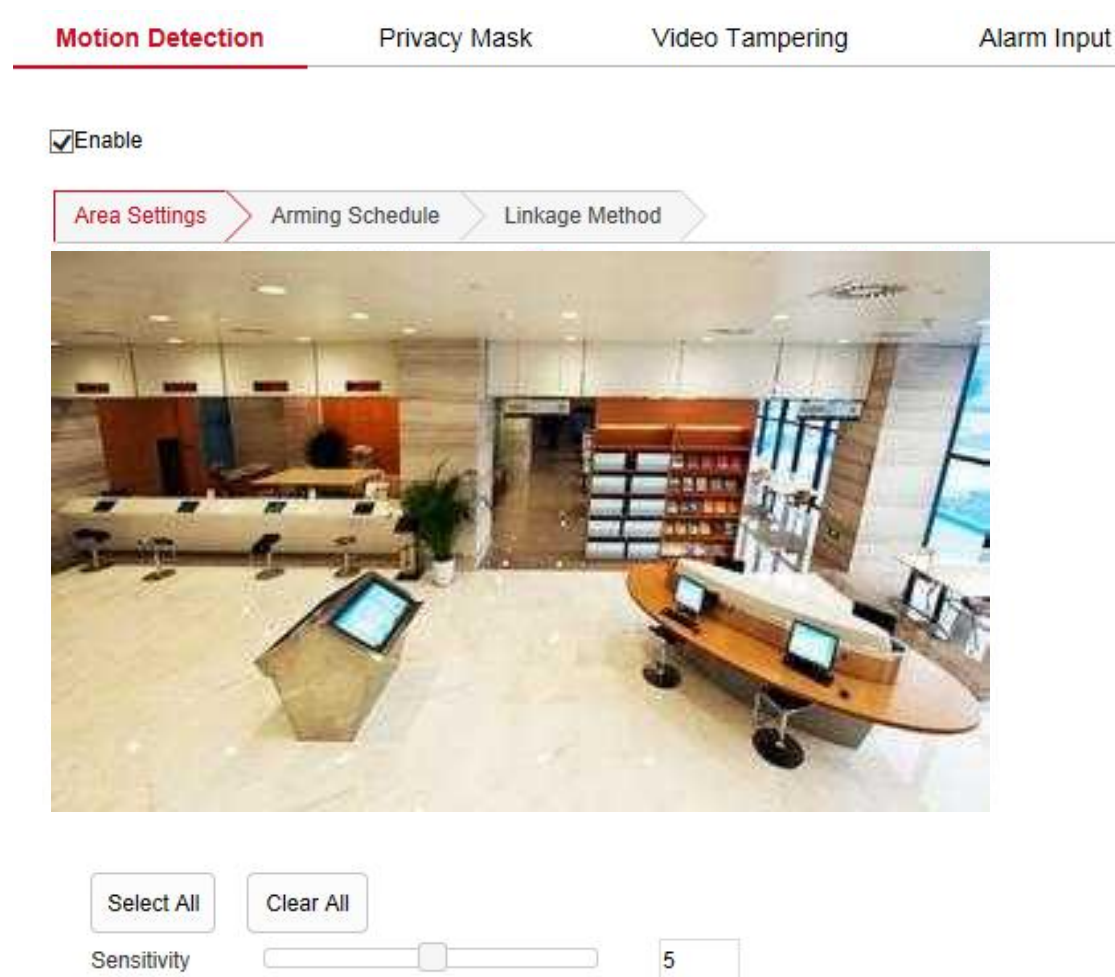 Motion Detection Privacy Mask Video Tampering Alarm Input
Enable
Area Settings Arming Schedule Linkage Method
Select All Clear All
Sensitivity 5